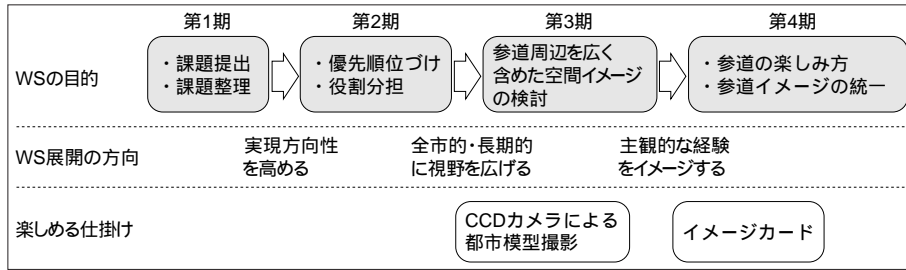 第1期 第2期 第3期 第4期
WSの目的
・課題提出
・課題整理
・優先順位づけ
・役割分担
参道周辺を広く
含めた空間イメージ
の検討
・参道の楽しみ方
・参道イメージの統一
WS展開の方向
実現方向性
を高める
全市的・長期的
に視野を広げる
主観的な経験
をイメージする
楽しめる仕掛け
CCDカメラによる
都市模型撮影
イメージカード